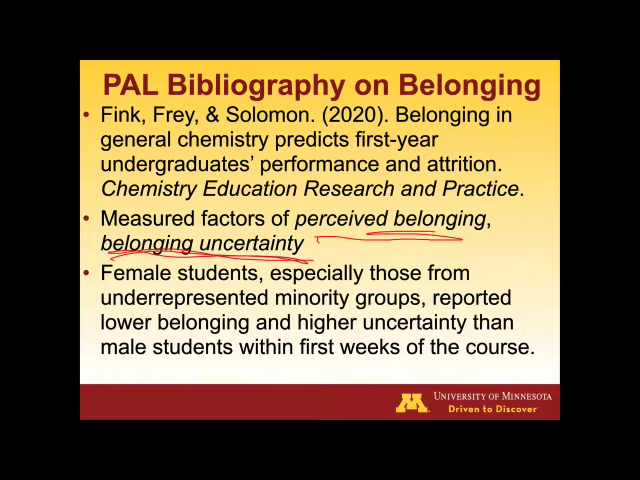 PAL Bibliography on Belonging
• Fink, Frey, & Solomon. (2020). Belonging in
general chemistry predicts first-year
undergraduates' performance and attrition.
Chemistry Education Research and Practice.
• Measured factors of perceived belonging,
belonging uncertainty
• Female students, especially those from
underrepresented minority groups, reported
lower belonging and higher uncertainty than
male students within first weeks of the course.
M UNIVERSITY OF MINNESOTA
Driven to Discover